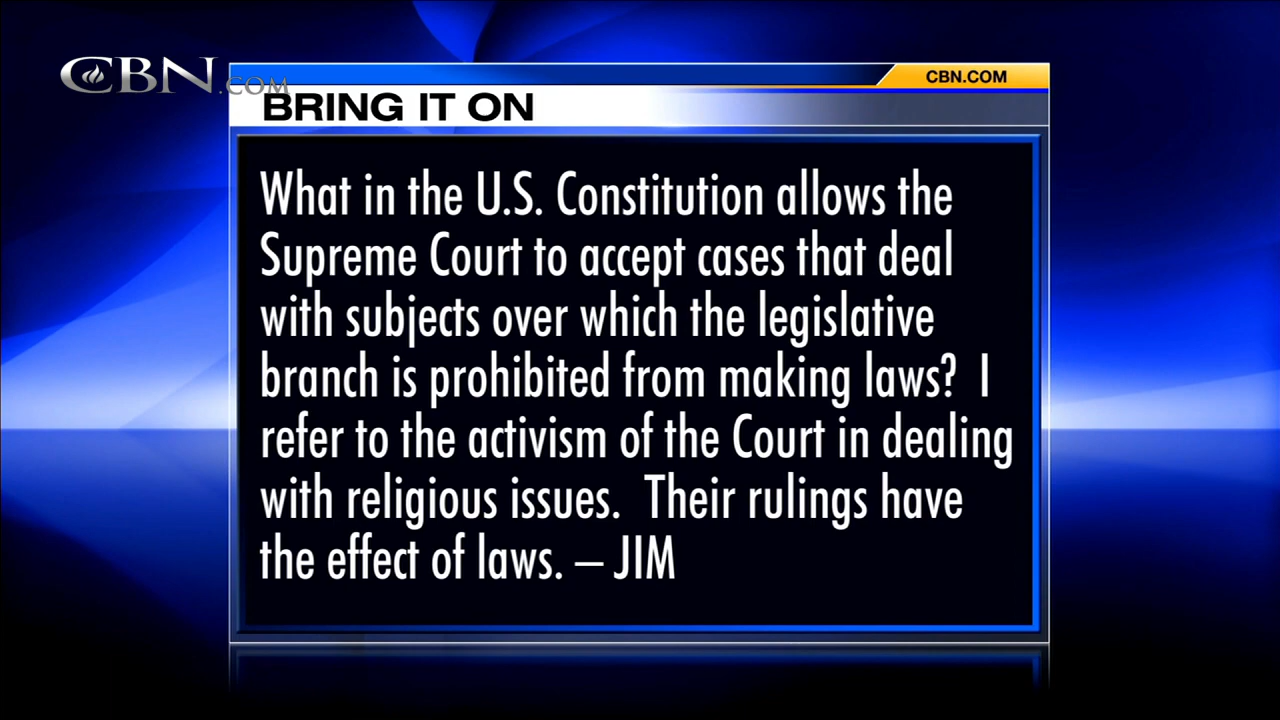 CBN.COM
CBN.COM
BRING IT ON
What in the U.S. Constitution allows the
Supreme Court to accept cases that deal
with subjects over which the legislative
branch is prohibited from making laws?  I
refer to the activism of the Court in dealing
with religious issues.  Their rulings have
the effect of laws. – JIM